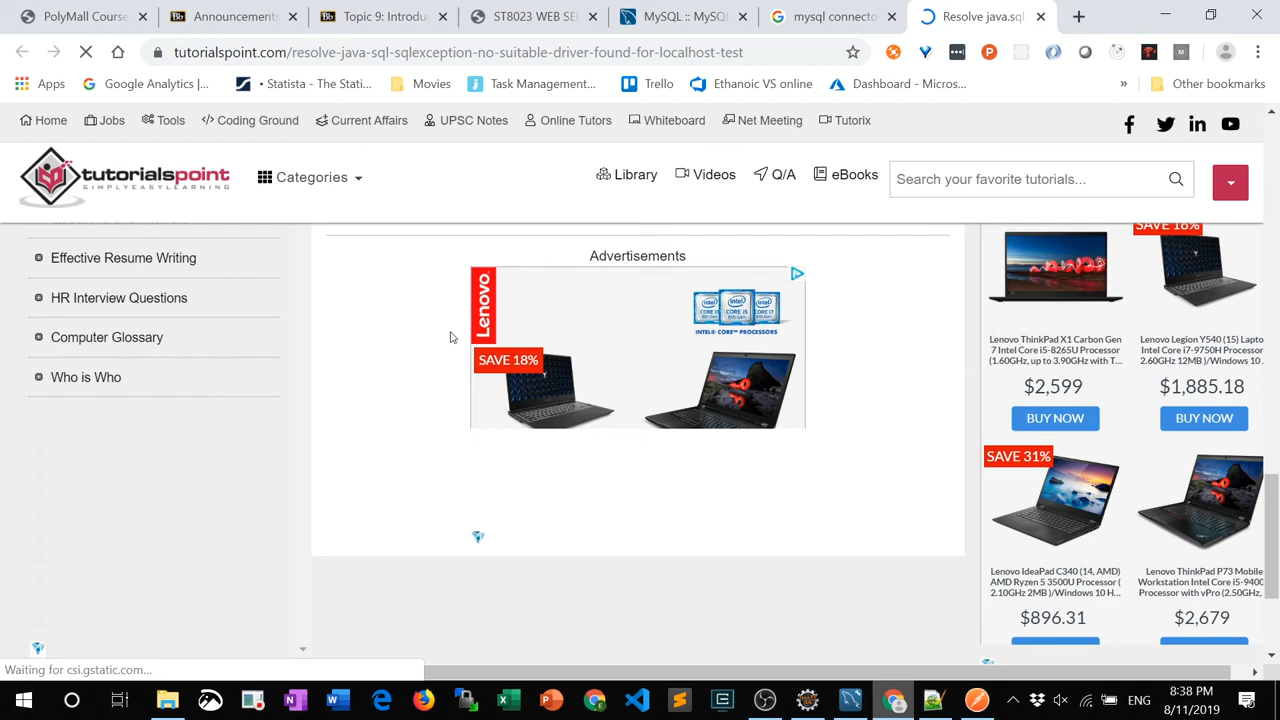 PolyMall Course
Announcements
Topic 9: Introdu
ST0023 WEB SE
MySQL :: MySQ
mysql connecto
Resolve java.sql
tutorialspoint.com/resolve-java-sql-sqlexception-no-suitable-driver-found-for-localhost-test
Apps
Google Analytics |...
• Statista - The Stati...
Movies
Task Management...
Trello
Ethanoic VS online
Dashboard - Micros...
»
Other bookmarks
Home
Jobs
Tools
Coding Ground
Current Affairs
UPSC Notes
Online Tutors
Whiteboard
Net Meeting
Tutorix
tutorialspoint
SIMPLYEASYLEARNING
Categories
Library
Videos
Q/A
eBooks
Search your favorite tutorials...
Effective Resume Writing
HR Interview Questions
Computer Glossary
Who is Who
Advertisements
Lenovo.
INTEL® CORE™ PROCESSORS
SAVE 18%
SAVE 18%
Lenovo ThinkPad X1 Carbon Gen
7 Intel Core i5-8265U Processor
(1.60GHz, up to 3.90GHz with T...
$2,599
BUY NOW
Lenovo Legion Y540 (15) Lapto
Intel Core i7-9750H Processor
2.60GHz 12MB )/Windows 10 .
$1,885.18
BUY NOW
SAVE 31%
Lenovo IdeaPad C340 (14, AMD)
AMD Ryzen 5 3500U Processor (
2.10GHz 2MB )/Windows 10 H...
$896.31
Lenovo ThinkPad P73 Mobile
Workstation Intel Core i5-9400
Processor with vPro (2.50GHz,
$2,679
Waiting for csi.gstatic.com...
ENG
8:38 PM
8/11/2019